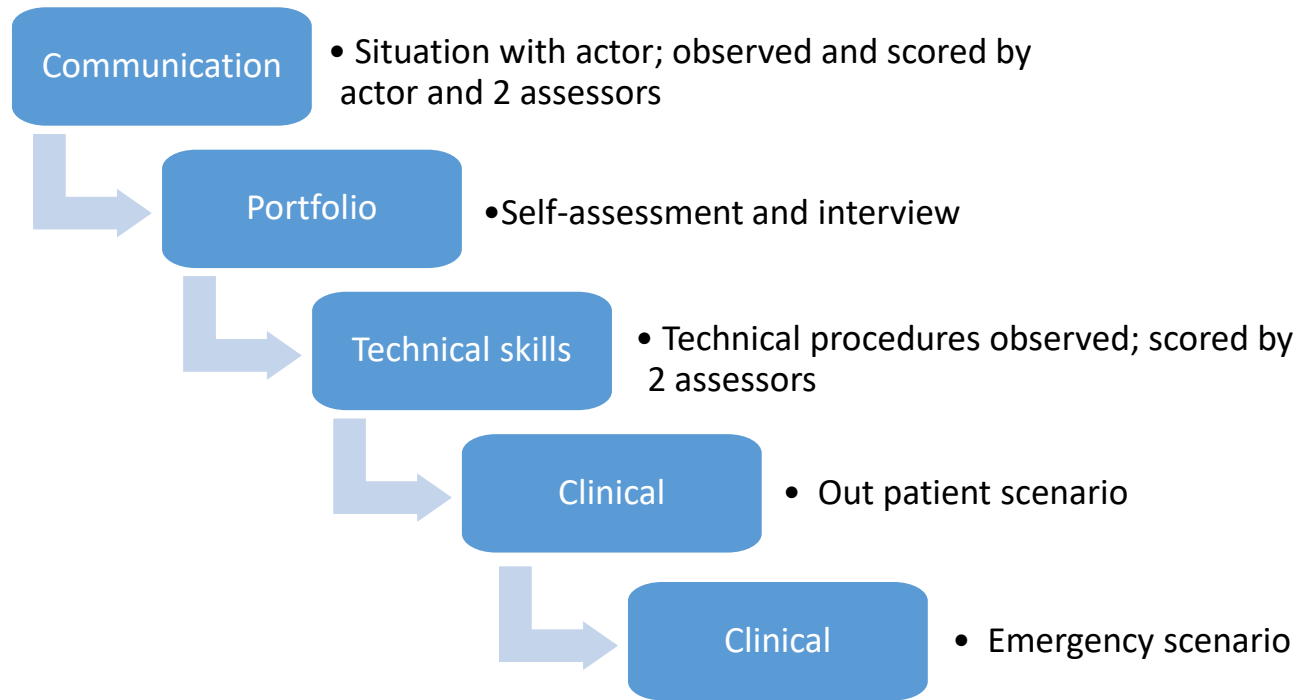 Communication
• Situation with actor; observed and scored by
actor and 2 assessors
Portfolio
•Self-assessment and interview
Technical skills
• Technical procedures observed; scored by
2 assessors
Clinical
• Out patient scenario
Clinical
• Emergency scenario